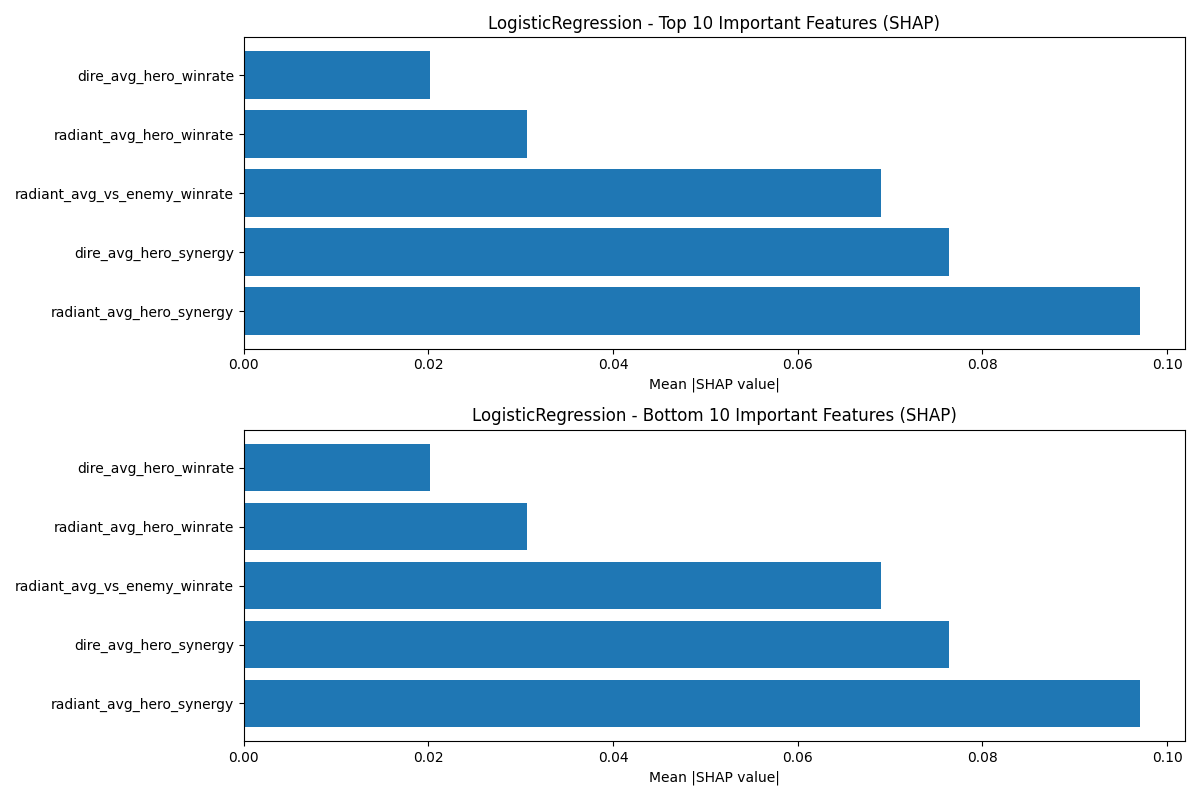 LogisticRegression - Top 10 Important Features (SHAP)
dire_avg_hero_winrate
radiant_avg_hero_winrate
radiant_avg_vs_enemy_winrate
dire_avg_hero_synergy
radiant_avg_hero_synergy
0.00 0.02 0.04 0.06 0.08 0.10
Mean |SHAP value|
LogisticRegression - Bottom 10 Important Features (SHAP)
dire_avg_hero_winrate
radiant_avg_hero_winrate
radiant_avg_vs_enemy_winrate
dire_avg_hero_synergy
radiant_avg_hero_synergy
0.00 0.02 0.04 0.06 0.08 0.10
Mean |SHAP value|